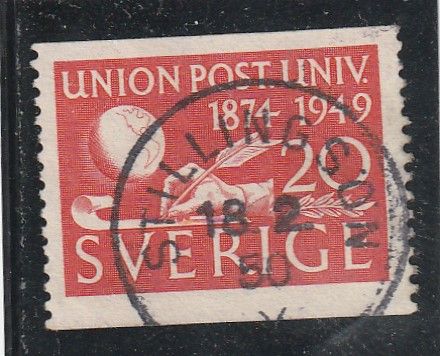 UNION POST. UNIV.
1874-1949
20
SVERIGE
STILLINGSÖN
18 2
50